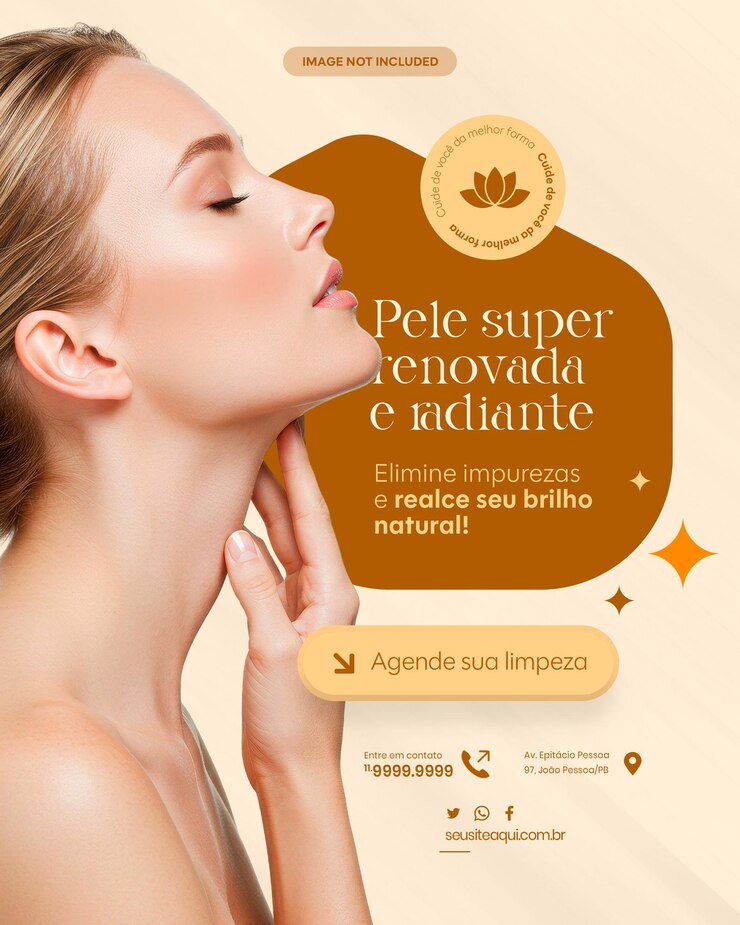 IMAGE NOT INCLUDED
Cuide de você da melhor forma
Cuide de você da melhor forma
Pele super
renovada
e radiante
Elimine impurezas
e realce seu brilho
natural!
Agende sua limpeza
Entre em contato
11.9999.9999
Av. Epitácio Pessoa
97, João Pessoa/PB
seusiteaqui.com.br